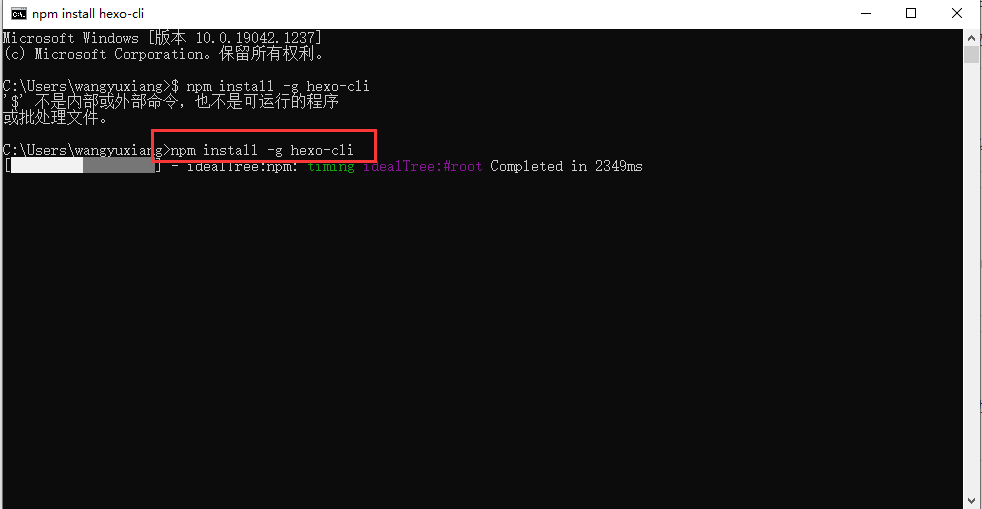 npm install hexo-cli
Microsoft Windows [版本 10.0.19042.1237]
(c) Microsoft Corporation。保留所有权利。
C:\Users\wangyuxiang>$ npm install -g hexo-cli
'$' 不是内部或外部命令，也不是可运行的程序
或批处理文件。
C:\Users\wangyuxiang>npm install -g hexo-cli
[ ] - idealTree:npm: timing idealTree:#root Completed in 2349ms